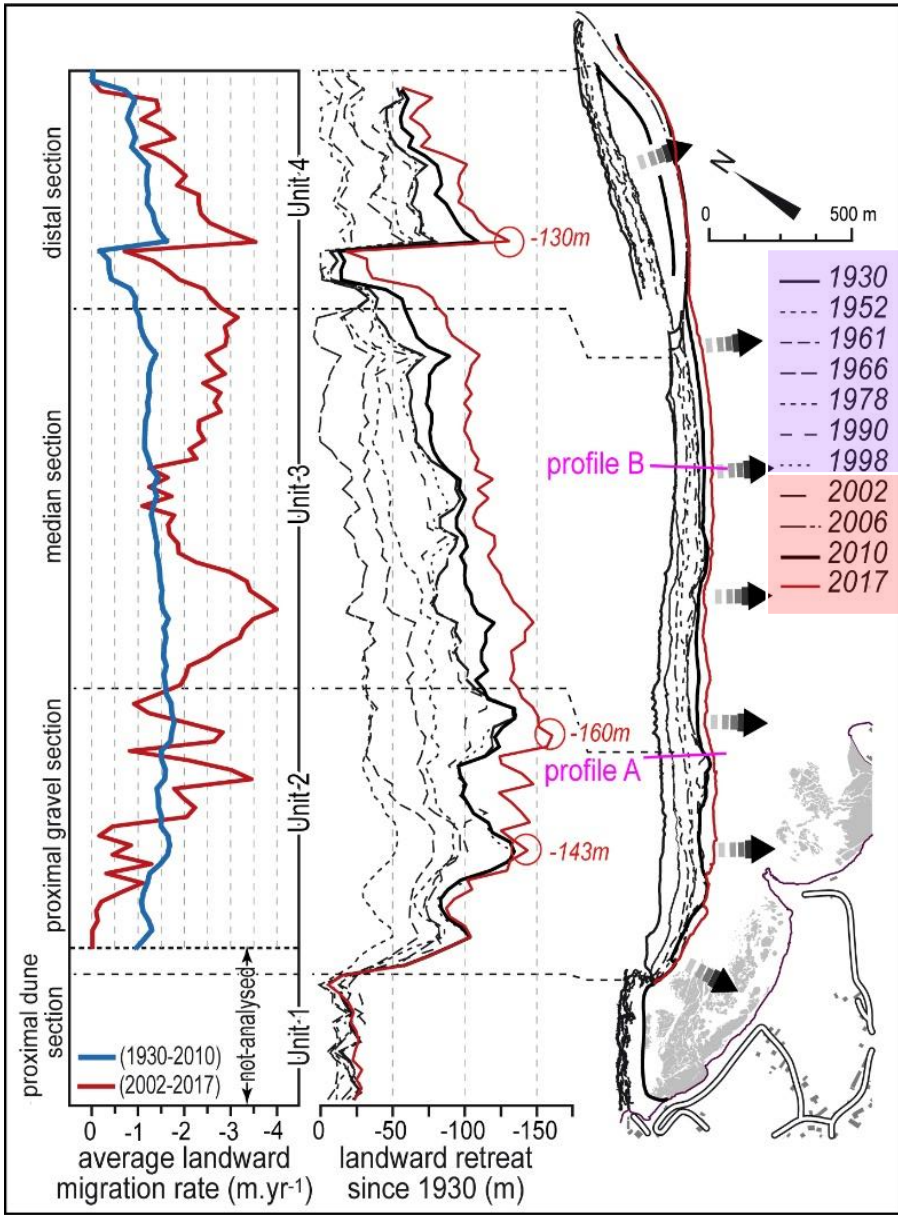 distal section
median section
proximal gravel section
proximal dune
section
(1930-2010)
(2002-2017)
not-analysed
0 -1 -2 -3 -4
average landward
migration rate (m.yr-1)
Unit 4
Unit 3
Unit 2
Unit 1
-130m
-160m
-143m
0 -50 -100 -150
landward retreat
since 1930 (m)
N
0 500 m
profile B
profile A
1930
1952
1961
1966
1978
1990
1998
2002
2006
2010
2017